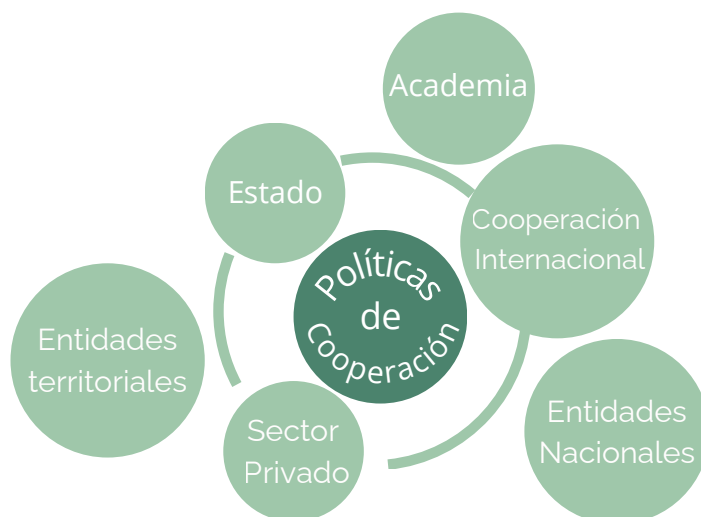 Academia
Estado
Cooperación
Internacional
Políticas
de
Cooperación
Entidades
territoriales
Sector
Privado
Entidades
Nacionales